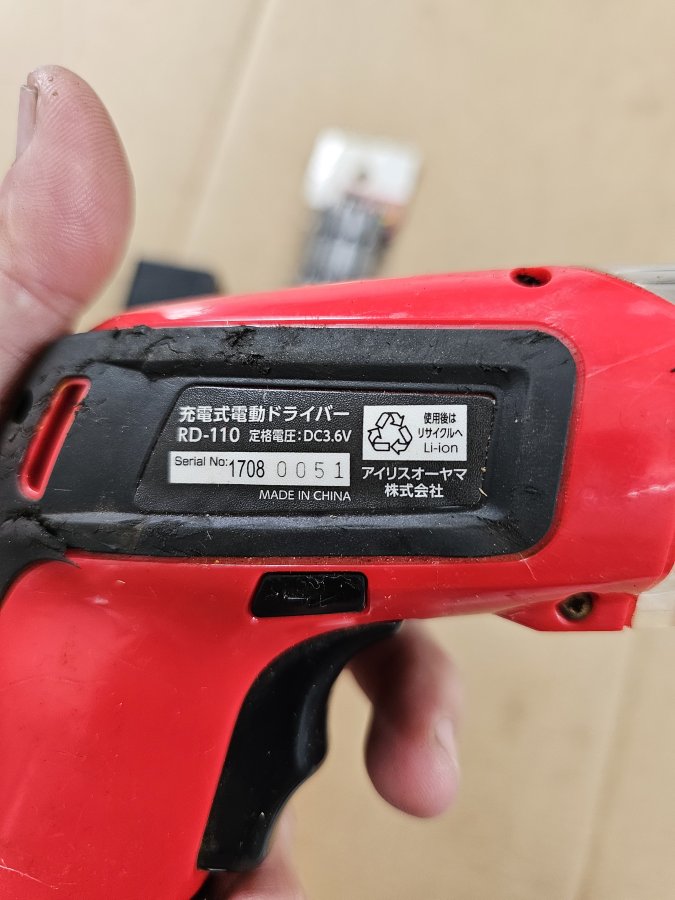 充電式電動ドライバー
RD-110 定格電圧:DC3.6V
Serial No: 1708 0051
MADE IN CHINA
使用後は
リサイクルへ
Li-ion
アイリスオーヤマ
株式会社